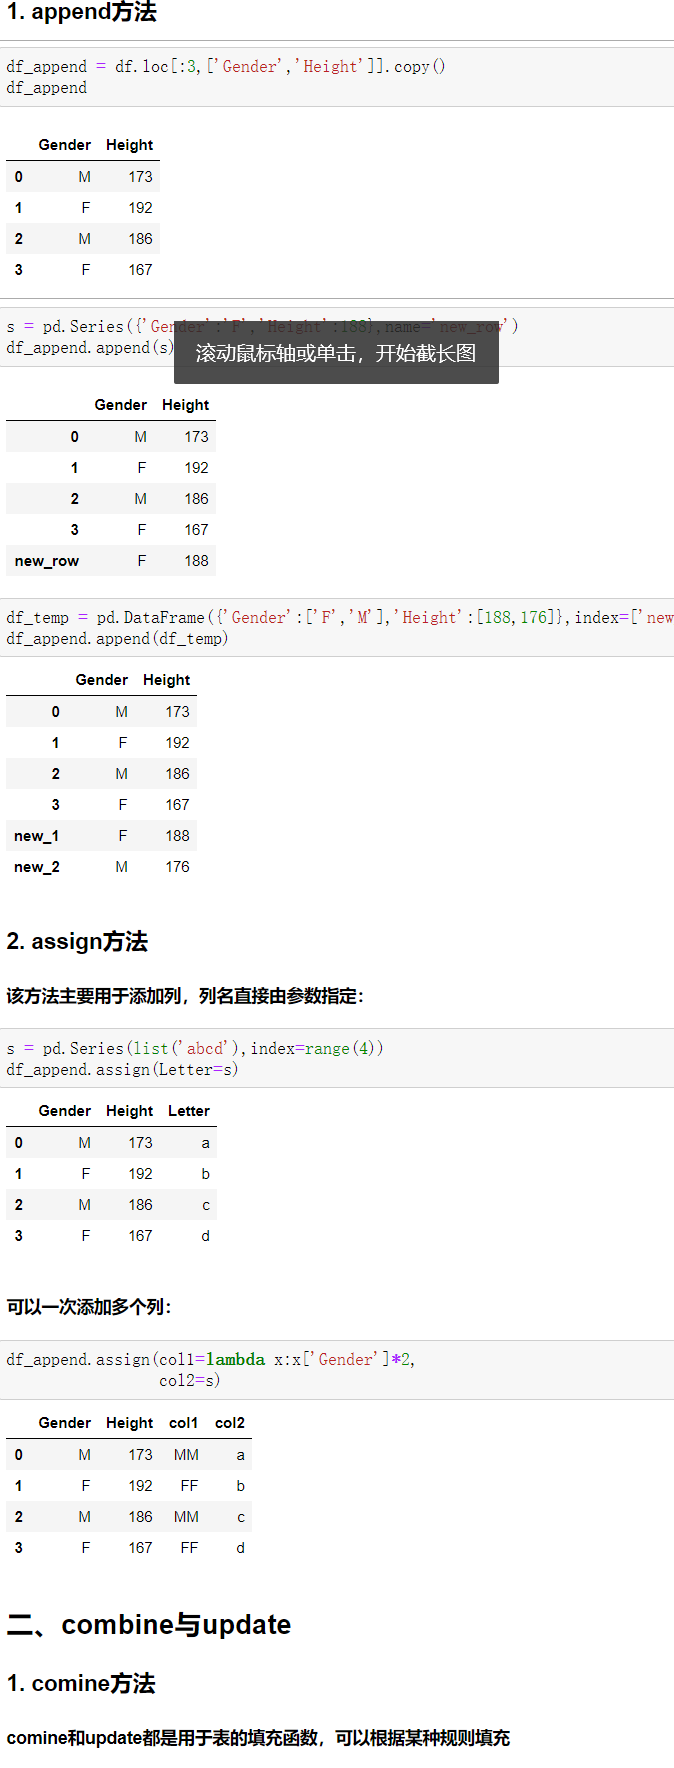 1. append方法
df_append = df.loc[:3,['Gender','Height']].copy()
df_append
Gender Height
0 M 173
1 F 192
2 M 186
3 F 167
s = pd.Series({'Gender':'F','Height':188},name='new_row')
df_append.append(s)
滚动鼠标轴或单击，开始截长图
Gender Height
0 M 173
1 F 192
2 M 186
3 F 167
new_row F 188
df_temp = pd.DataFrame({'Gender':['F','M'],'Height':[188,176]},index=['new
df_append.append(df_temp)
Gender Height
0 M 173
1 F 192
2 M 186
3 F 167
new_1 F 188
new_2 M 176
2. assign方法
该方法主要用于添加列，列名直接由参数指定：
s = pd.Series(list('abcd'),index=range(4))
df_append.assign(Letter=s)
Gender Height Letter
0 M 173 a
1 F 192 b
2 M 186 c
3 F 167 d
可以一次添加多个列：
df_append.assign(col1=lambda x:x['Gender']*2,
col2=s)
Gender Height col1 col2
0 M 173 MM a
1 F 192 FF b
2 M 186 MM c
3 F 167 FF d
二、combine与update
1. comine方法
comine和update都是用于表的填充函数，可以根据某种规则填充